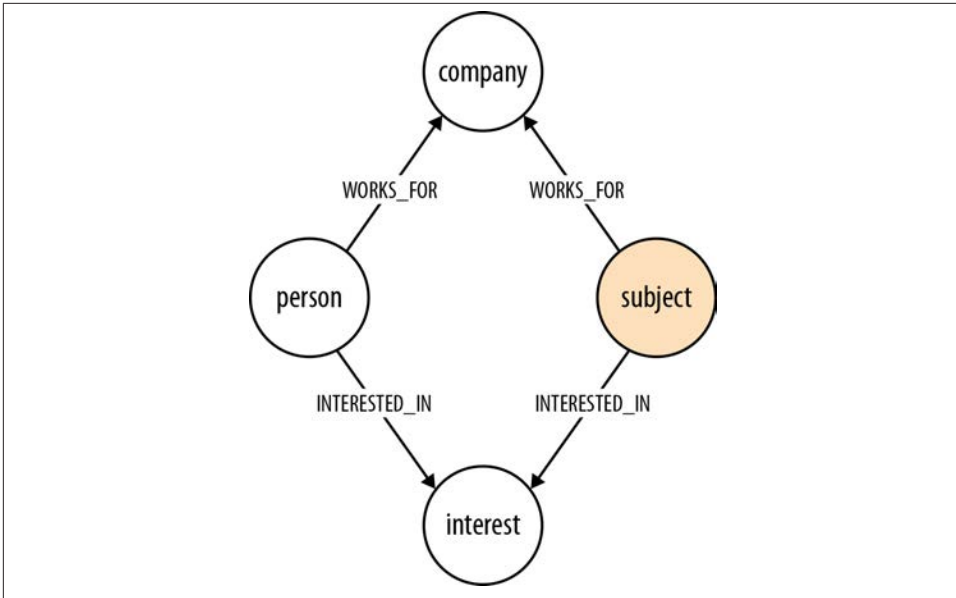 company
WORKS_FOR
WORKS_FOR
person
subject
INTERESTED_IN
INTERESTED_IN
interest